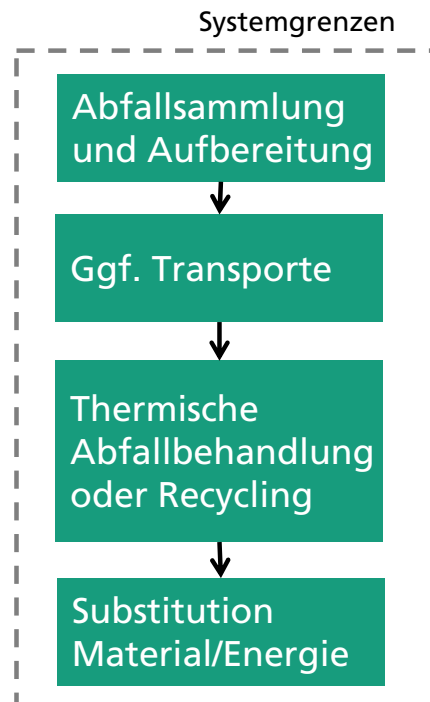 Systemgrenzen
Abfallsammlung
und Aufbereitung
Ggf. Transporte
Thermische
Abfallbehandlung
oder Recycling
Substitution
Material/Energie